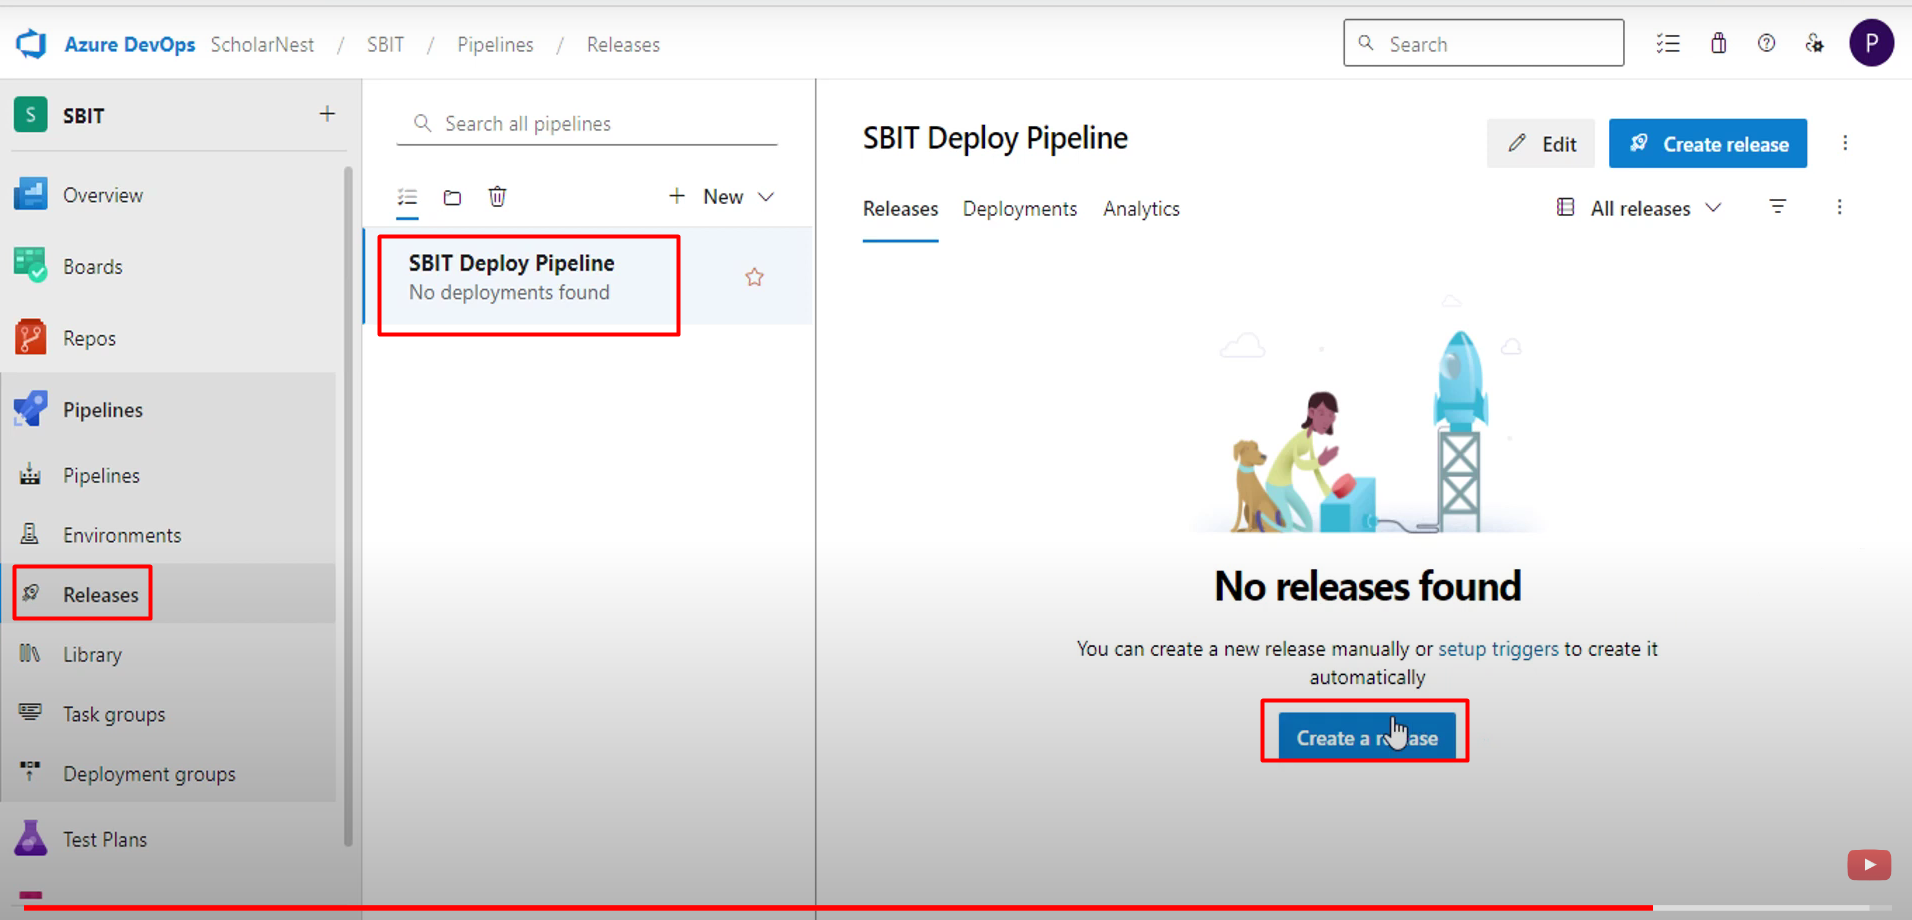 Azure DevOps ScholarNest / SBIT / Pipelines / Releases
Search
P
S SBIT
Overview
Boards
Repos
Pipelines
Pipelines
Environments
Releases
Library
Task groups
Deployment groups
Test Plans
Search all pipelines
New
SBIT Deploy Pipeline
No deployments found
SBIT Deploy Pipeline
Edit
Create release
Releases Deployments Analytics
All releases
No releases found
You can create a new release manually or setup triggers to create it
automatically
Create a